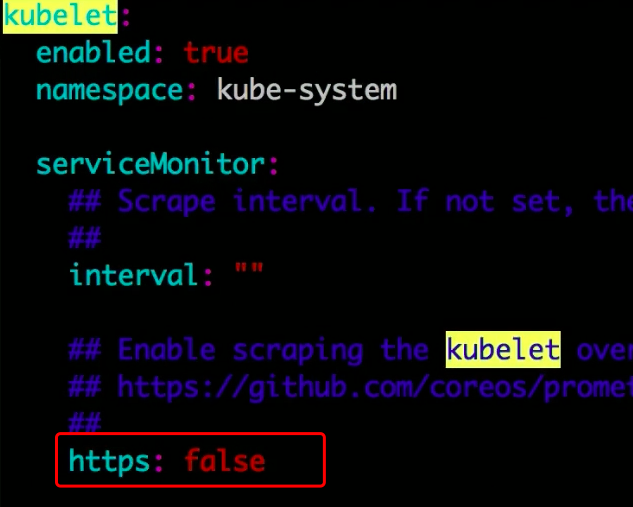 kubelet:
enabled: true
namespace: kube-system
serviceMonitor:
## Scrape interval. If not set, the
##
interval: ""
## Enable scraping the kubelet over
## https://github.com/coreos/promet
##
https: false